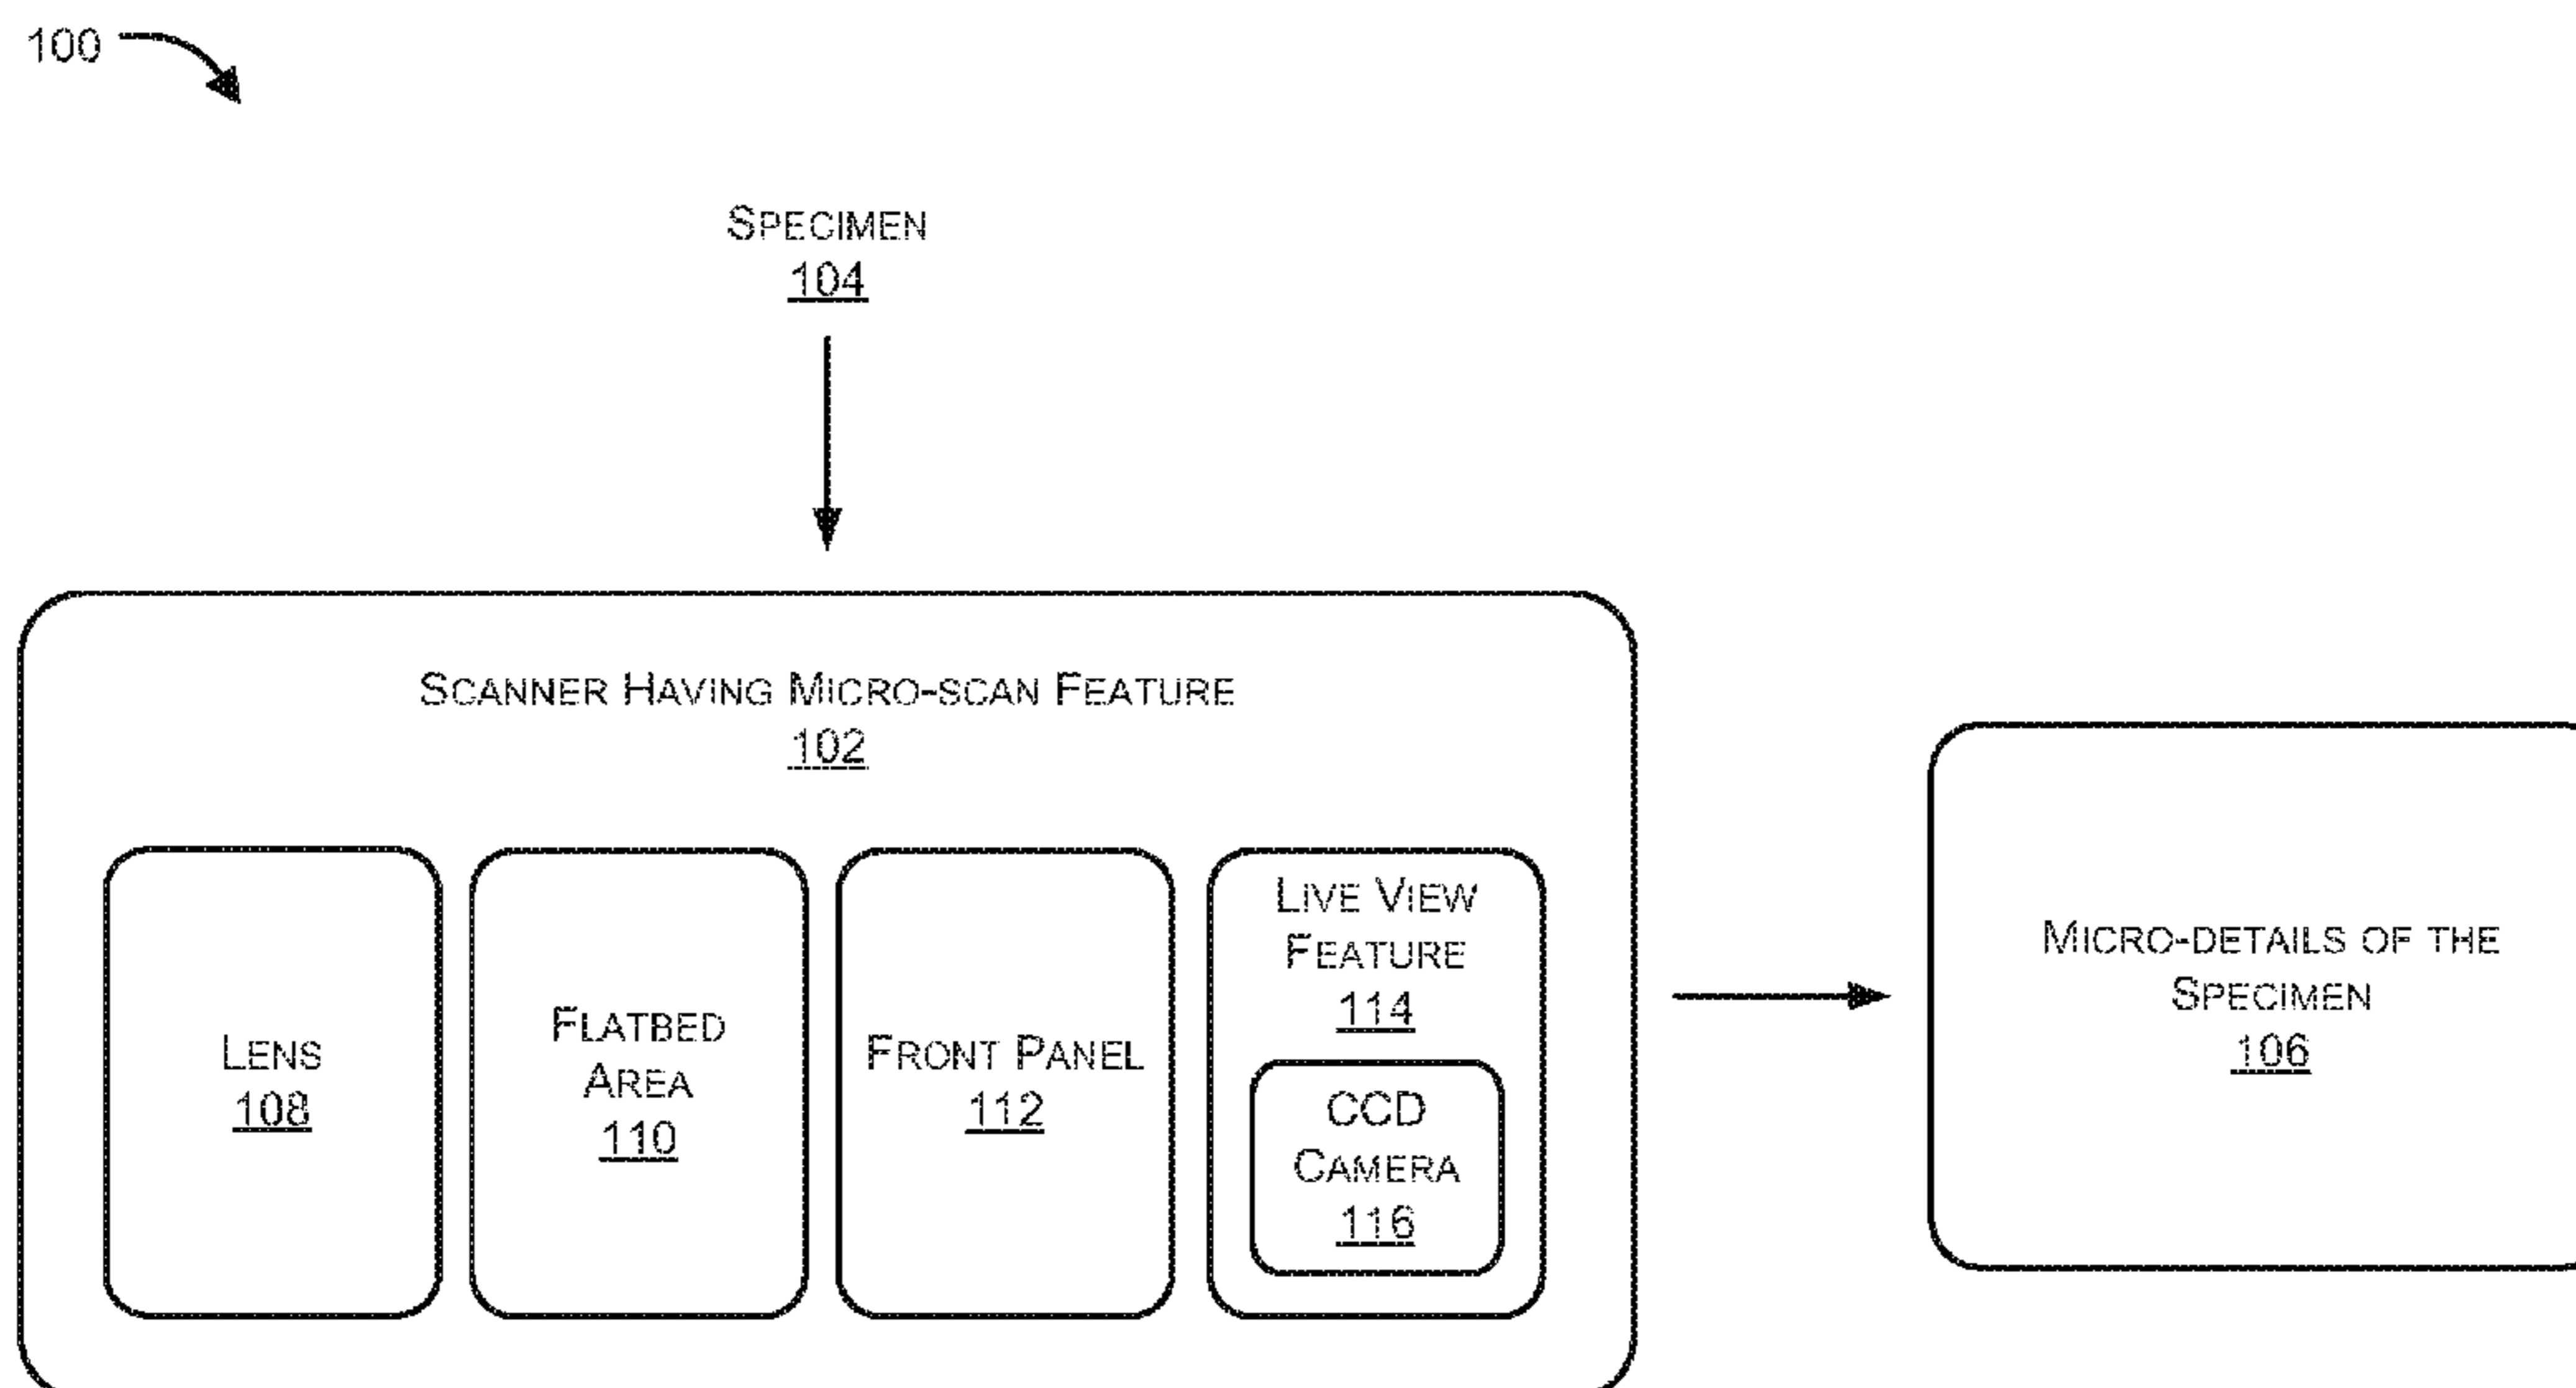 100
SPECIMEN
104
SCANNER HAVING MICRO-SCAN FEATURE
102
LENS
108
FLATBED
AREA
110
FRONT PANEL
112
LIVE VIEW
FEATURE
114
CCD
CAMERA
116
MICRO-DETAILS OF THE
SPECIMEN
106